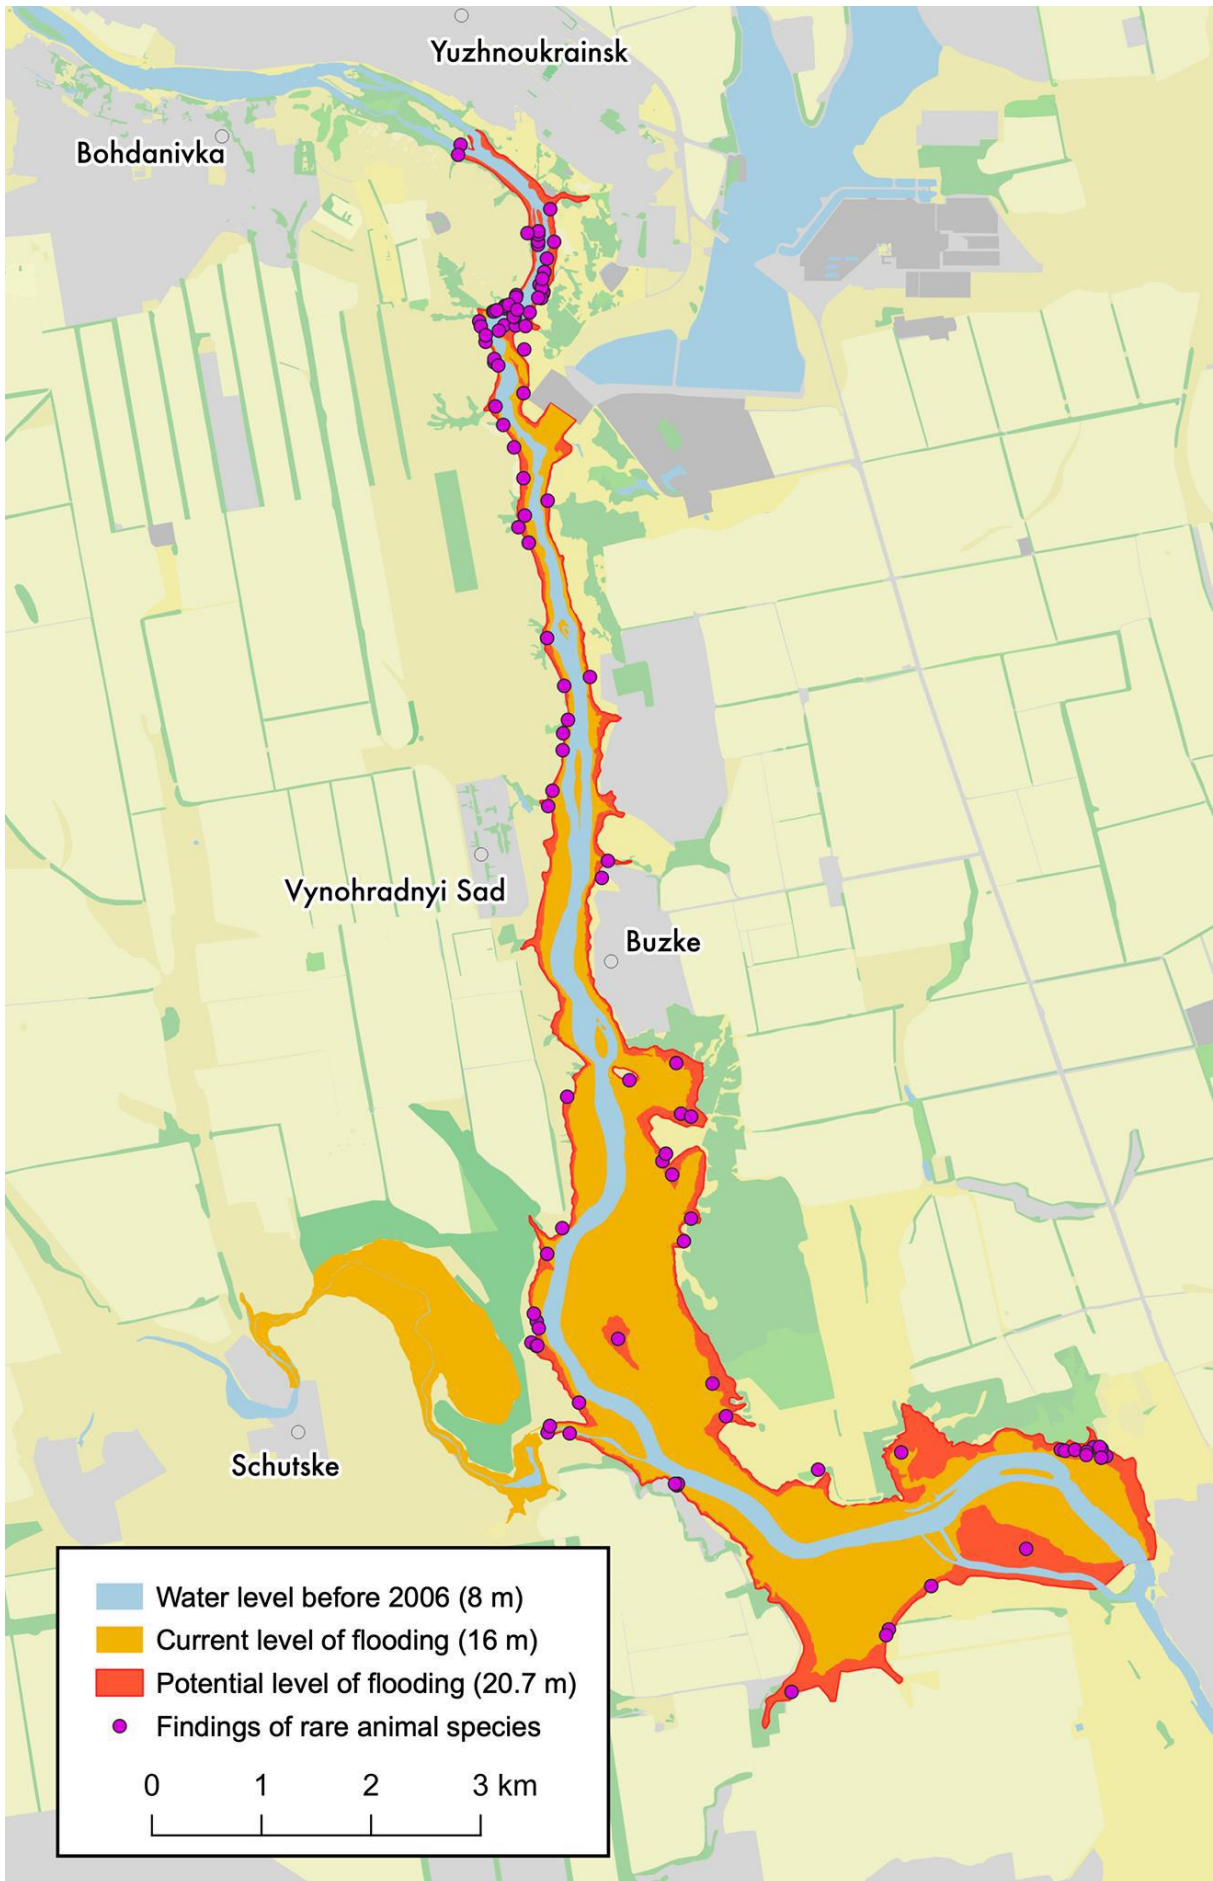 Yuzhnoukrainsk
Bohdanivka
Vynohradnyi Sad
Buzke
Schutske
Water level before 2006 (8 m)
Current level of flooding (16 m)
Potential level of flooding (20.7 m)
Findings of rare animal species
0 1 2 3 km